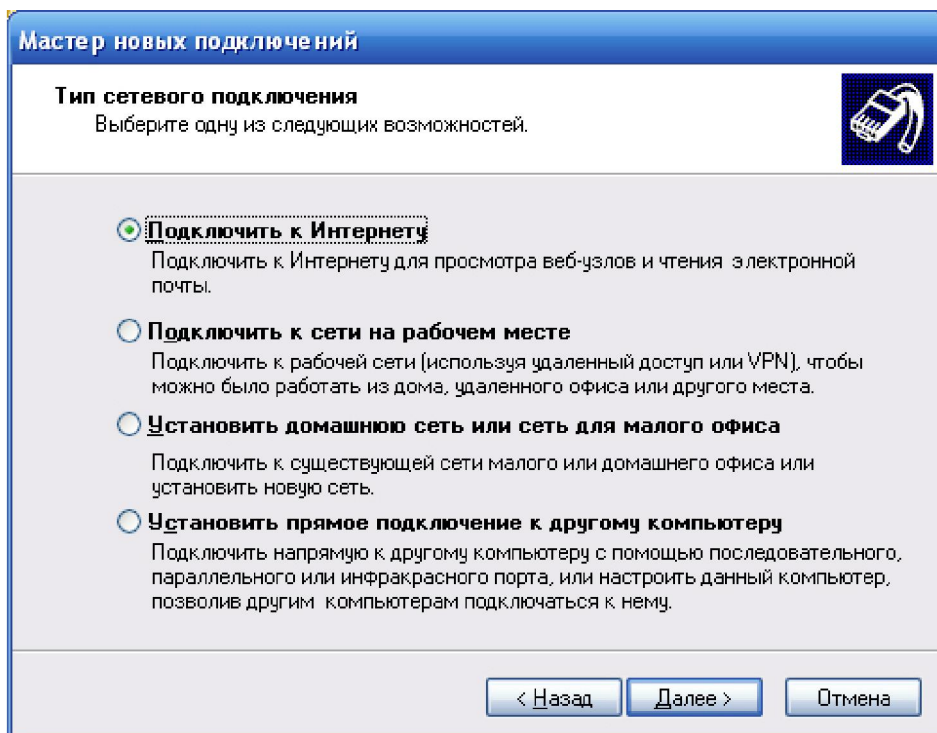 Мастер новых подключений
Тип сетевого подключения
Выберите одну из следующих возможностей.
Подключить к Интернету
Подключить к Интернету для просмотра веб-узлов и чтения электронной
почты.
Подключить к сети на рабочем месте
Подключить к рабочей сети (используя удаленный доступ или VPN), чтобы
можно было работать из дома, удаленного офиса или другого места.
Установить домашнюю сеть или сеть для малого офиса
Подключить к существующей сети малого или домашнего офиса или
установить новую сеть.
Установить прямое подключение к другому компьютеру
Подключить напрямую к другому компьютеру с помощью последовательного,
параллельного или инфракрасного порта, или настроить данный компьютер,
позволив другим компьютерам подключаться к нему.
< Назад Далее > Отмена